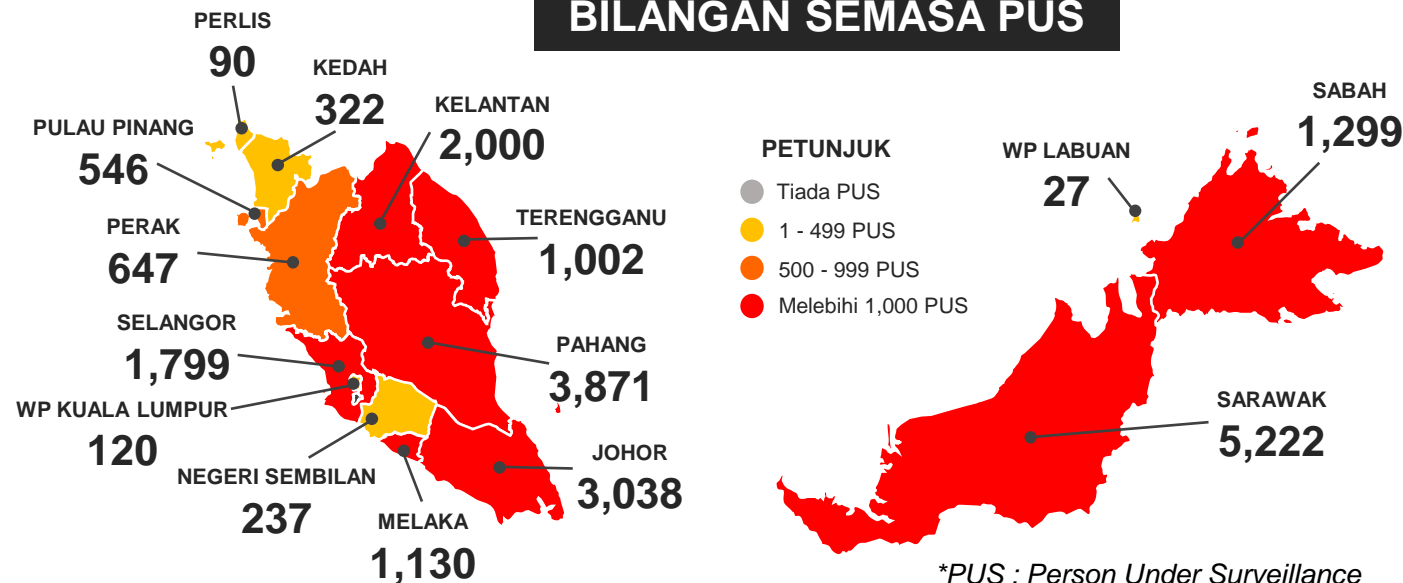 BILANGAN SEMASA PUS
PERLIS
90
KEDAH
322
PULAU PINANG
546
KELANTAN
2,000
PERAK
647
TERENGGANU
1,002
SELANGOR
1,799
PAHANG
3,871
WP KUALA LUMPUR
120
NEGERI SEMBILAN
237
MELAKA
1,130
JOHOR
3,038
PETUNJUK
Tiada PUS
1 - 499 PUS
500 - 999 PUS
Melebihi 1,000 PUS
WP LABUAN
27
SABAH
1,299
SARAWAK
5,222
*PUS : Person Under Surveillance